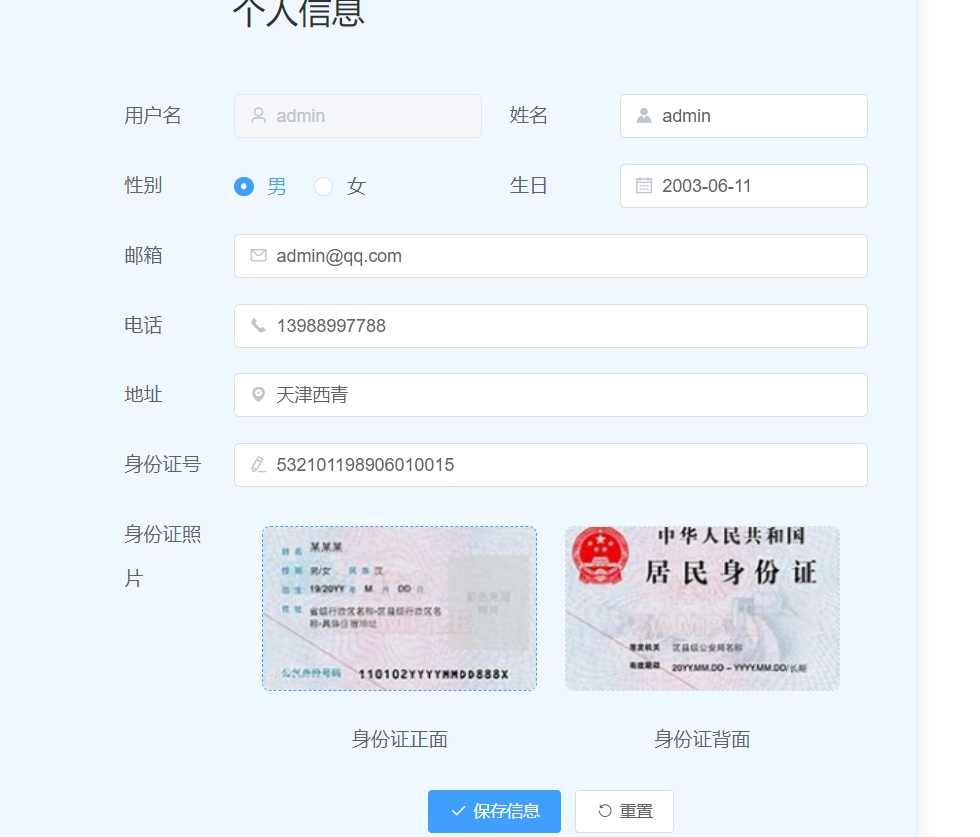 个人信息
用户名 admin 姓名 admin
性别 男 女 生日 2003-06-11
邮箱 admin@qq.com
电话 13988997788
地址 天津西青
身份证号 532101198906010015
身份证照
片
姓名 某某某
性别 男/女 民族 汉
出生 19/20YY 年 M 月 DD 日
住址 省级行政区名称-区县级行政区名
称-具体住宿地址
公民身份号码 110102YYYYMMDD888X
中华人民共和国
居民身份证
签发机关 区县级公安局名称
有效期限 20YY.MM.DD - YYYY.MM.DD/长期
身份证正面 身份证背面
保存信息 重置